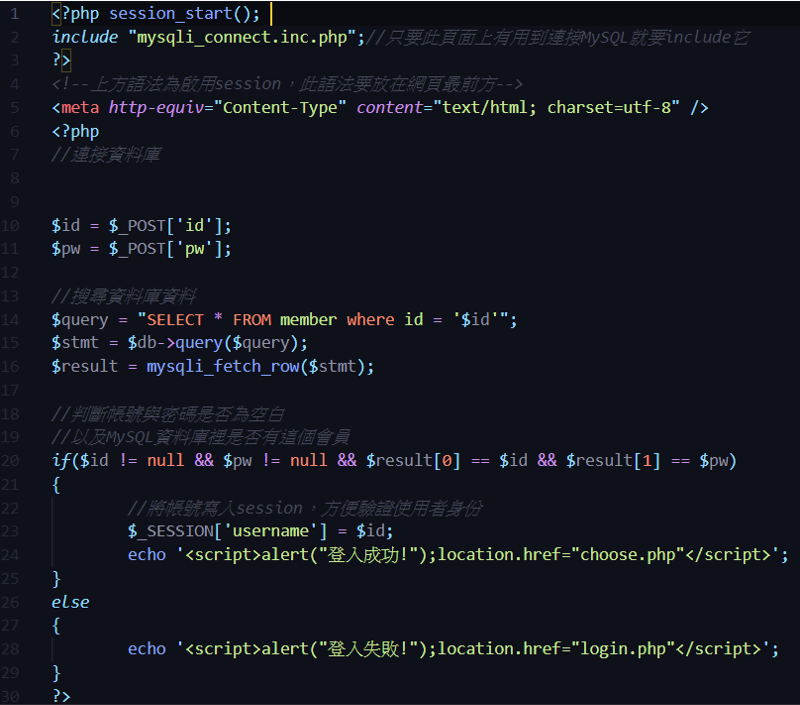 1 <?php session_start();
2 include "mysqli_connect.inc.php";//只要此頁面上有用到連接MySQL就要include它
3 ?>
4 <!--上方語法為啟用session，此語法要放在網頁最前方-->
5 <meta http-equiv="Content-Type" content="text/html; charset=utf-8" />
6 <?php
7 //連接資料庫
8
9
10 $id = $_POST['id'];
11 $pw = $_POST['pw'];
12
13 //搜尋資料庫資料
14 $query = "SELECT * FROM member where id = '$id'";
15 $stmt = $db->query($query);
16 $result = mysqli_fetch_row($stmt);
17
18 //判斷帳號與密碼是否為空白
19 //以及MySQL資料庫裡是否有這個會員
20 if($id != null && $pw != null && $result[0] == $id && $result[1] == $pw)
21 {
22 //將帳號寫入session，方便驗證使用者身份
23 $_SESSION['username'] = $id;
24 echo '<script>alert("登入成功!");location.href="choose.php"</script>';
25 }
26 else
27 {
28 echo '<script>alert("登入失敗!");location.href="login.php"</script>';
29 }
30 ?>